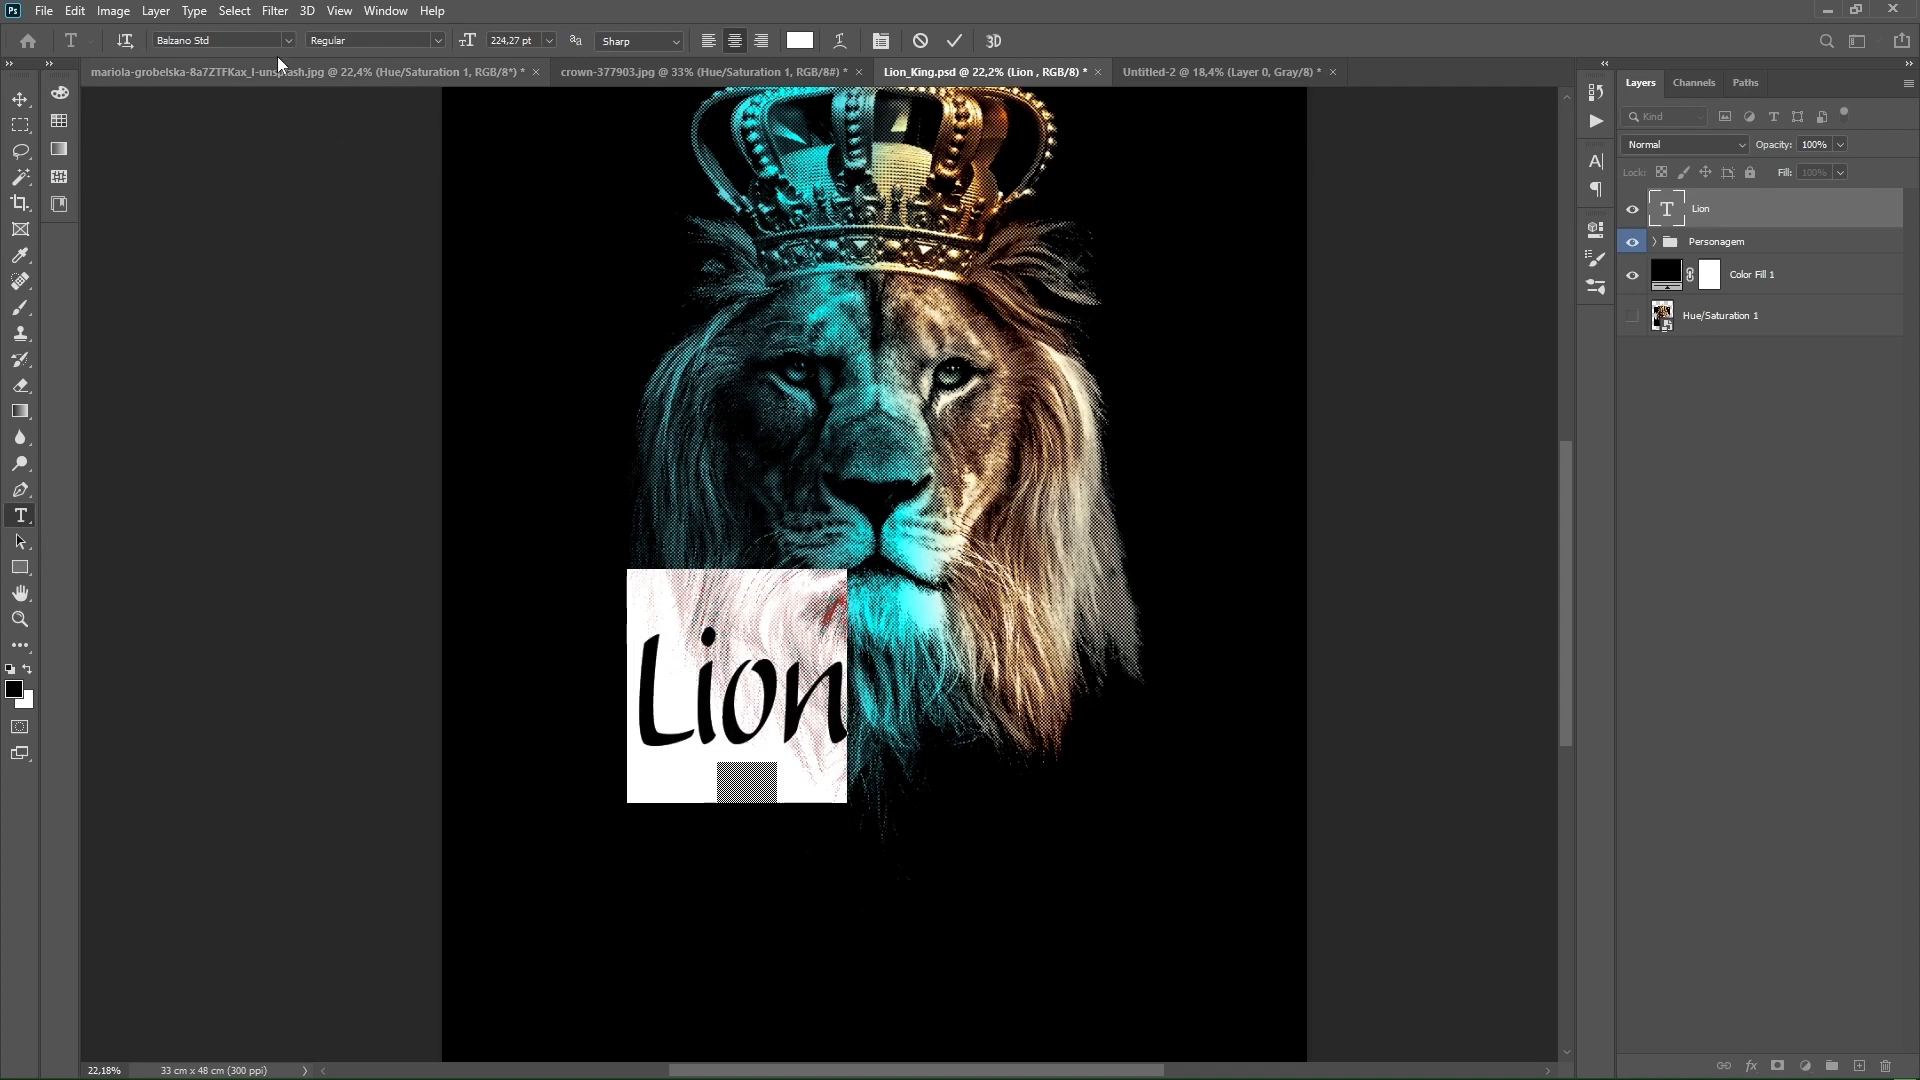 Ps File Edit Image Layer Type Select Filter 3D View Window Help
T Balzano Std Regular 224,27 pt Sharp 3D
mariola-grobelska-8a7ZTFKax_I-unsplash.jpg @ 22,4% (Hue/Saturation 1, RGB/8*) * crown-377903.jpg @ 33% (Hue/Saturation 1, RGB/8#) * Lion_King.psd @ 22,2% (Lion , RGB/8) * Untitled-2 @ 18,4% (Layer 0, Gray/8) *
Layers Channels Paths
Kind
Normal Opacity: 100%
Lock: Fill: 100%
T Lion
Personagem
Color Fill 1
Hue/Saturation 1
Lion
22,18% 33 cm x 48 cm (300 ppi)
fx